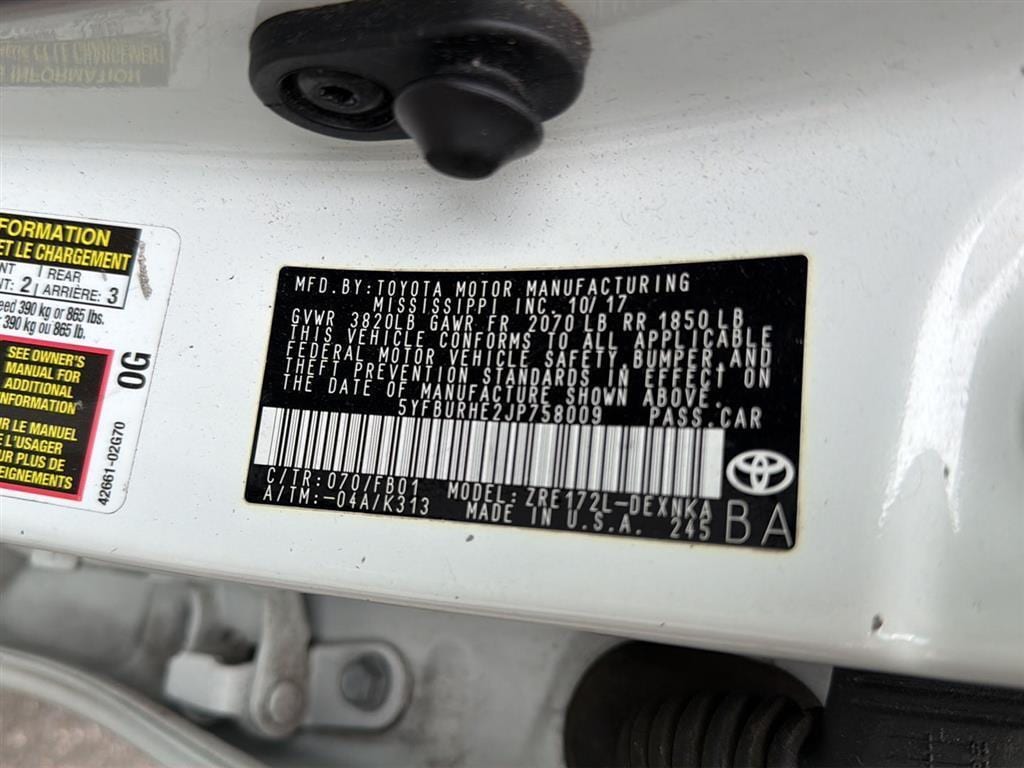 FORMATION
ET LE CHARGEMENT
REAR
2 ARRIÈRE: 3
390 kg or 865 lbs.
390 kg ou 865 lb.
SEE OWNER'S
MANUAL FOR
ADDITIONAL
INFORMATION
LE MANUEL
L'USAGER
PLUS DE
0G
42661-02G70
MFD.BY:TOYOTA MOTOR MANUFACTURING
MISSISSIPPI, INC. 10/17
GVWR 3820LB GAWR FR 2070 LB RR 1850 LB
THIS VEHICLE CONFORMS TO ALL APPLICABLE
FEDERAL MOTOR VEHICLE SAFETY, BUMPER, AND
THEFT PREVENTION STANDARDS IN EFFECT ON
THE DATE OF MANUFACTURE SHOWN ABOVE.
5YFBURHE2JP758009 PASS.CAR
C/TR: 070/FB01 MODEL: ZRE172L-DEXNKA
A/TM:-04A/K313 MADE IN U.S.A. 245 BA